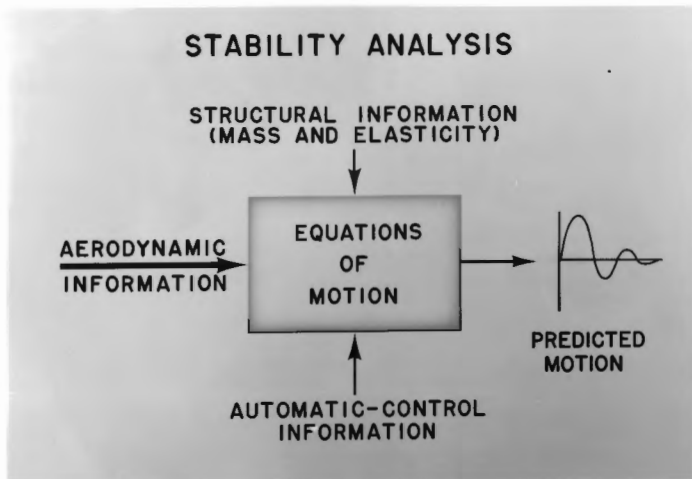 STABILITY ANALYSIS
STRUCTURAL INFORMATION
(MASS AND ELASTICITY)
AERODYNAMIC
INFORMATION
EQUATIONS
OF
MOTION
PREDICTED
MOTION
AUTOMATIC-CONTROL
INFORMATION